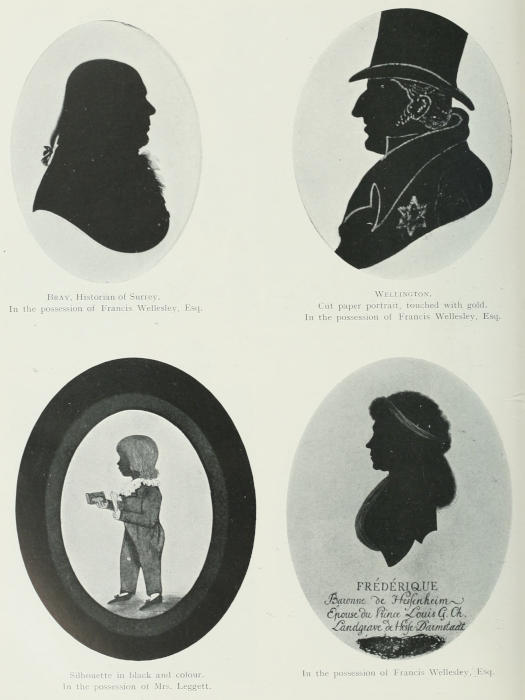 Bray, Historian of Surrey.
In the possession of Francis Wellesley, Esq.
Wellington.
Cut paper portrait, touched with gold.
In the possession of Francis Wellesley, Esq.
Silhouette in black and colour.
In the possession of Mrs. Leggett.
FRÉDÉRIQUE
Baronne de Hafenheim
Epouse du Prince Louis G. Ch.
Landgrave de Hesse Darmstadt
In the possession of Francis Wellesley, Esq.